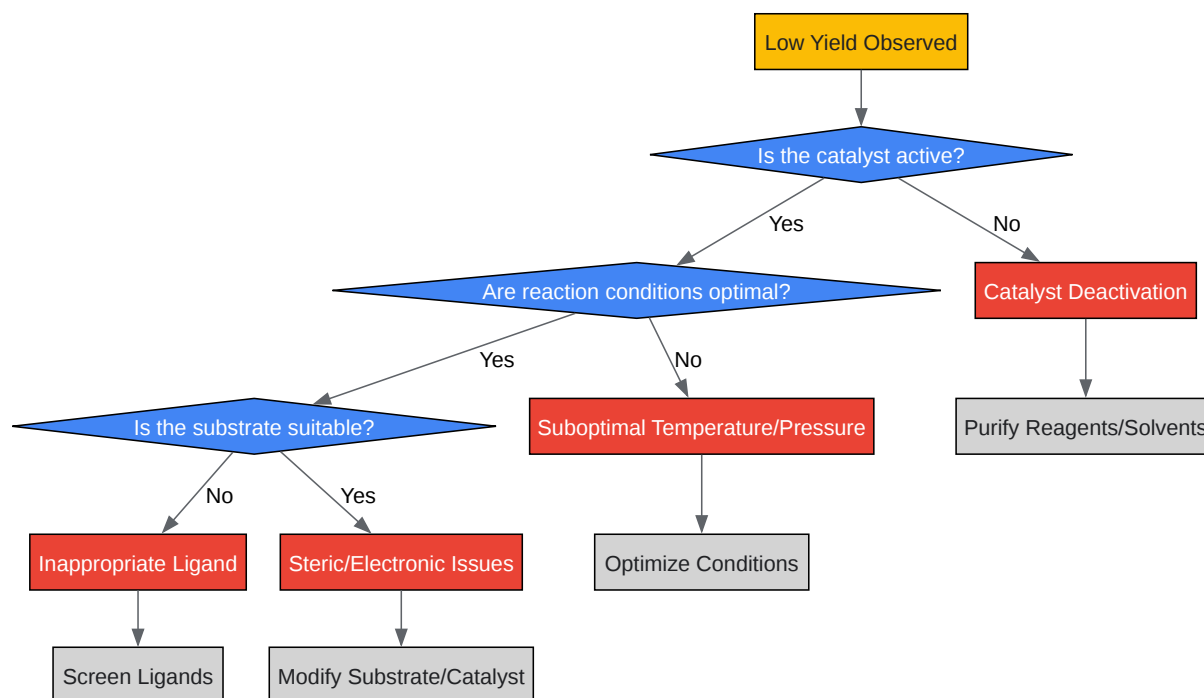 Low Yield Observed
Is the catalyst active?
Yes
No
Are reaction conditions optimal?
Catalyst Deactivation
Yes
No
Is the substrate suitable?
Suboptimal Temperature/Pressure
Purify Reagents/Solvents
No
Yes
Inappropriate Ligand
Steric/Electronic Issues
Optimize Conditions
Screen Ligands
Modify Substrate/Catalyst